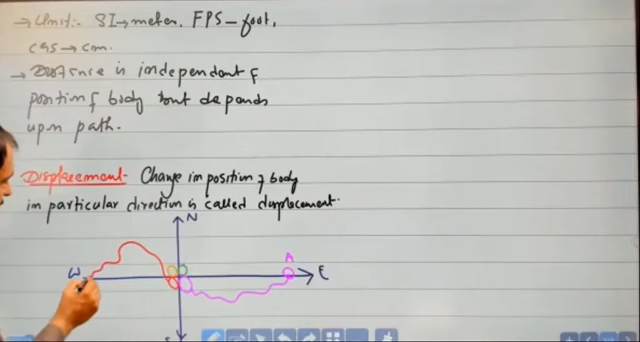 → Unit:- SI→meter. FPS-foot,
CGS→cm.
→ Distance is independent of
position of body but depends
upon path.
Displacement- Change in position of body
in particular direction is called displacement.
N
A
W
E